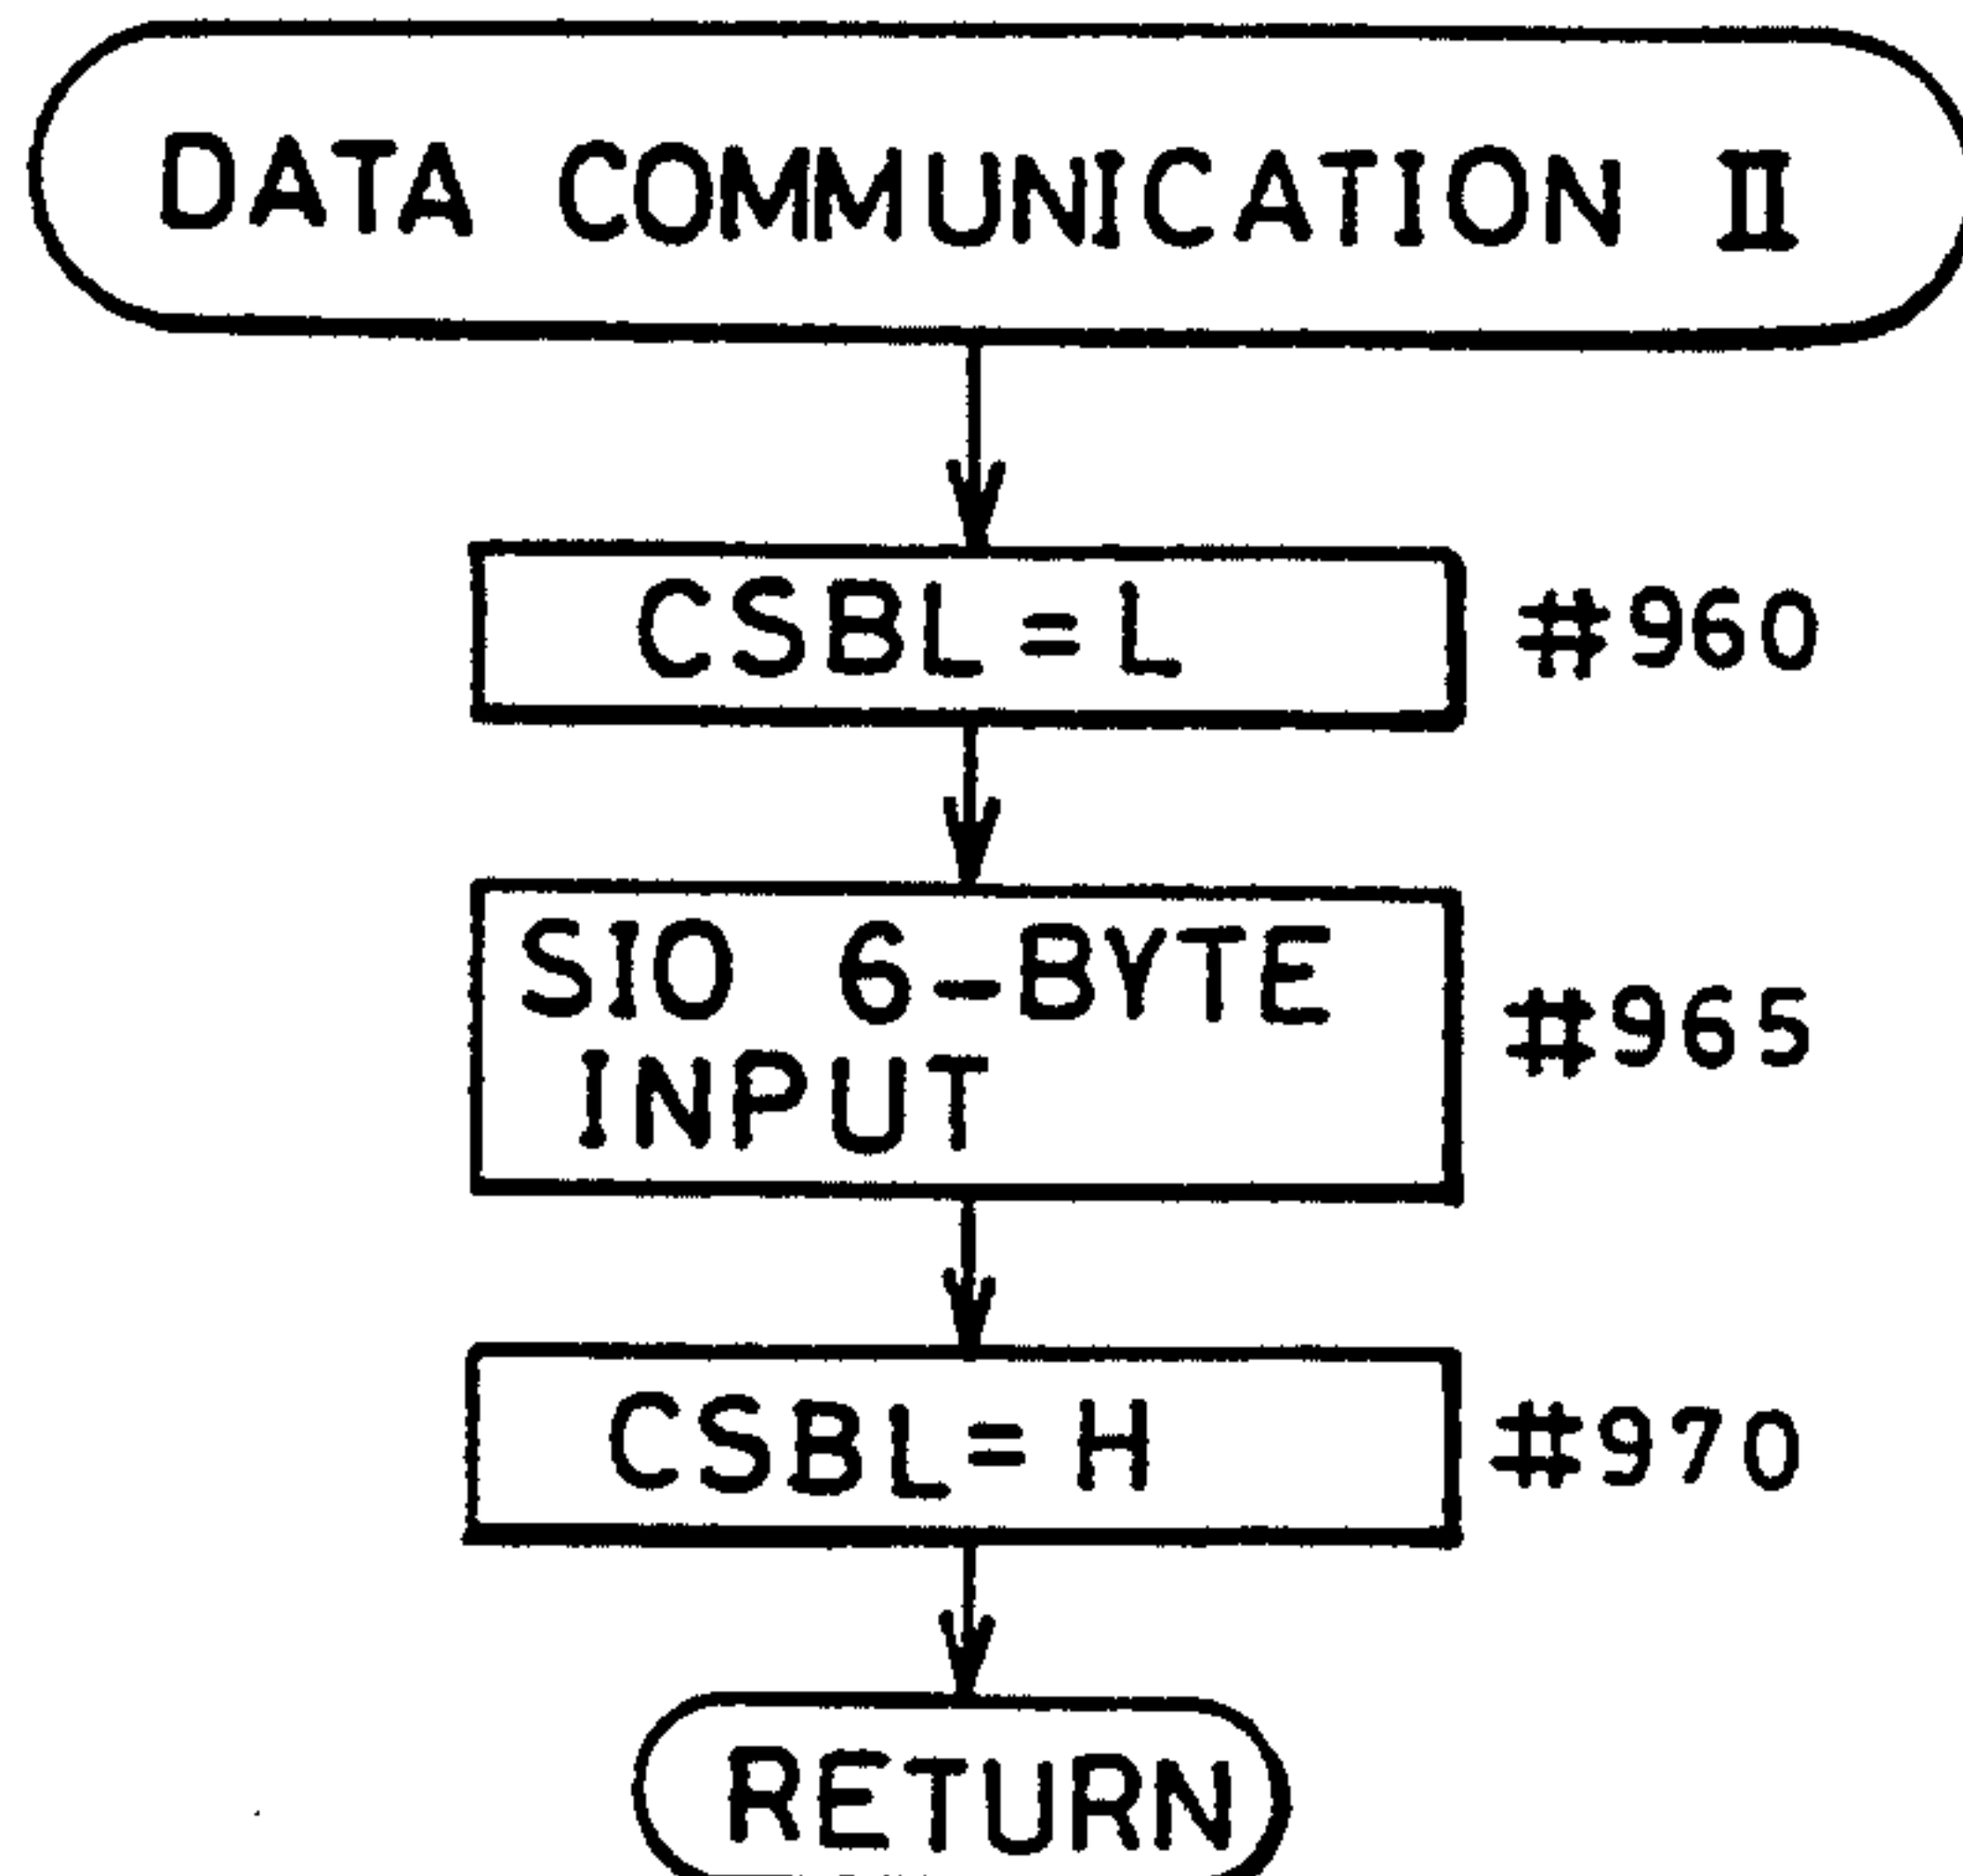 DATA COMMUNICATION II
CSBL=L #960
SIO 6-BYTE
INPUT
#965
CSBL=H #970
RETURN